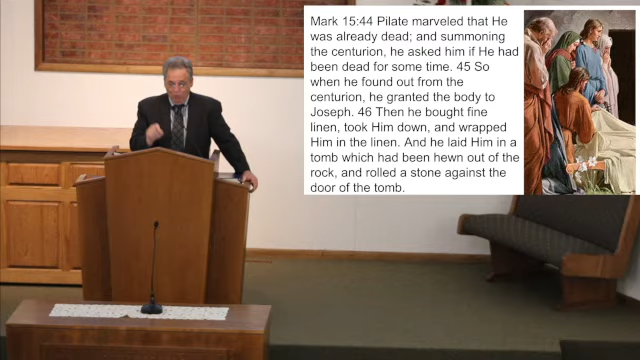 Mark 15:44 Pilate marveled that He
was already dead; and summoning
the centurion, he asked him if He had
been dead for some time. 45 So
when he found out from the
centurion, he granted the body to
Joseph. 46 Then he bought fine
linen, took Him down, and wrapped
Him in the linen. And he laid Him in a
tomb which had been hewn out of the
rock, and rolled a stone against the
door of the tomb.